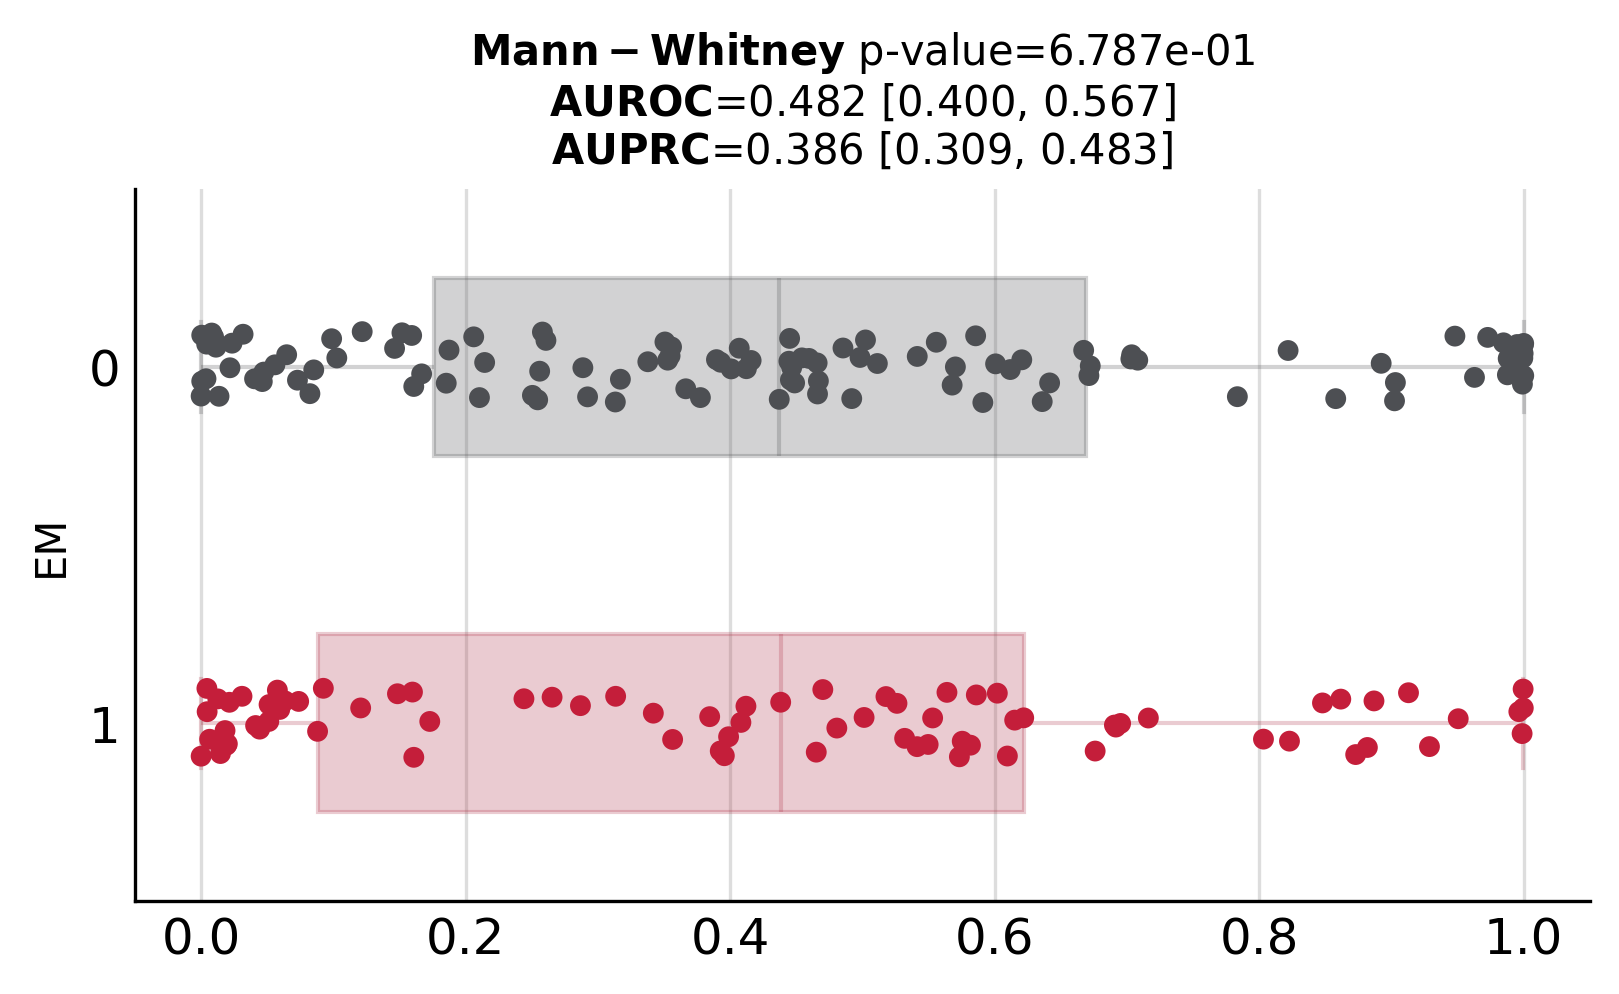 Mann − Whitney p-value=6.787e-01
AUROC=0.482 [0.400, 0.567]
AUPRC=0.386 [0.309, 0.483]
0
EM
1
0.0 0.2 0.4 0.6 0.8 1.0